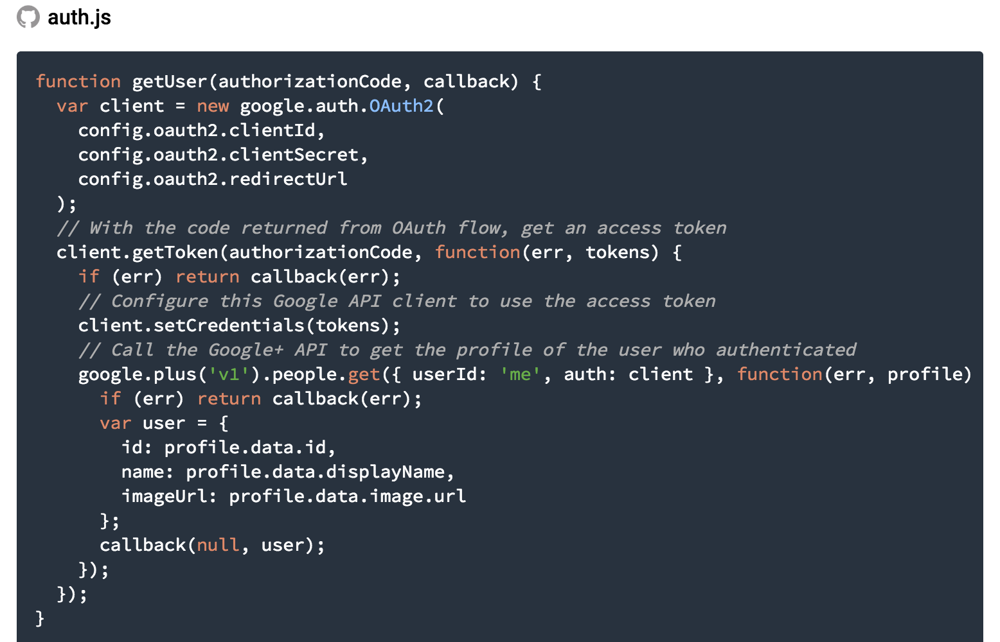 auth.js
function getUser(authorizationCode, callback) {
  var client = new google.auth.OAuth2(
    config.oauth2.clientId,
    config.oauth2.clientSecret,
    config.oauth2.redirectUrl
  );
  // With the code returned from OAuth flow, get an access token
  client.getToken(authorizationCode, function(err, tokens) {
    if (err) return callback(err);
    // Configure this Google API client to use the access token
    client.setCredentials(tokens);
    // Call the Google+ API to get the profile of the user who authenticated
    google.plus('v1').people.get({ userId: 'me', auth: client }, function(err, profile)
      if (err) return callback(err);
      var user = {
        id: profile.data.id,
        name: profile.data.displayName,
        imageUrl: profile.data.image.url
      };
      callback(null, user);
    });
  });
}